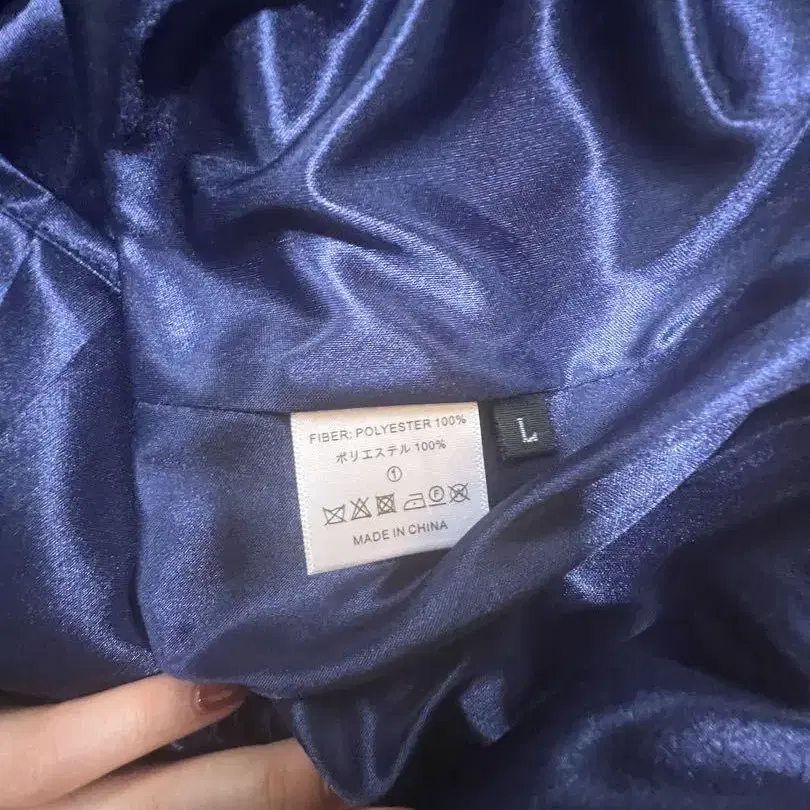 FIBER: POLYESTER 100%
ポリエステル 100%
①
MADE IN CHINA
L